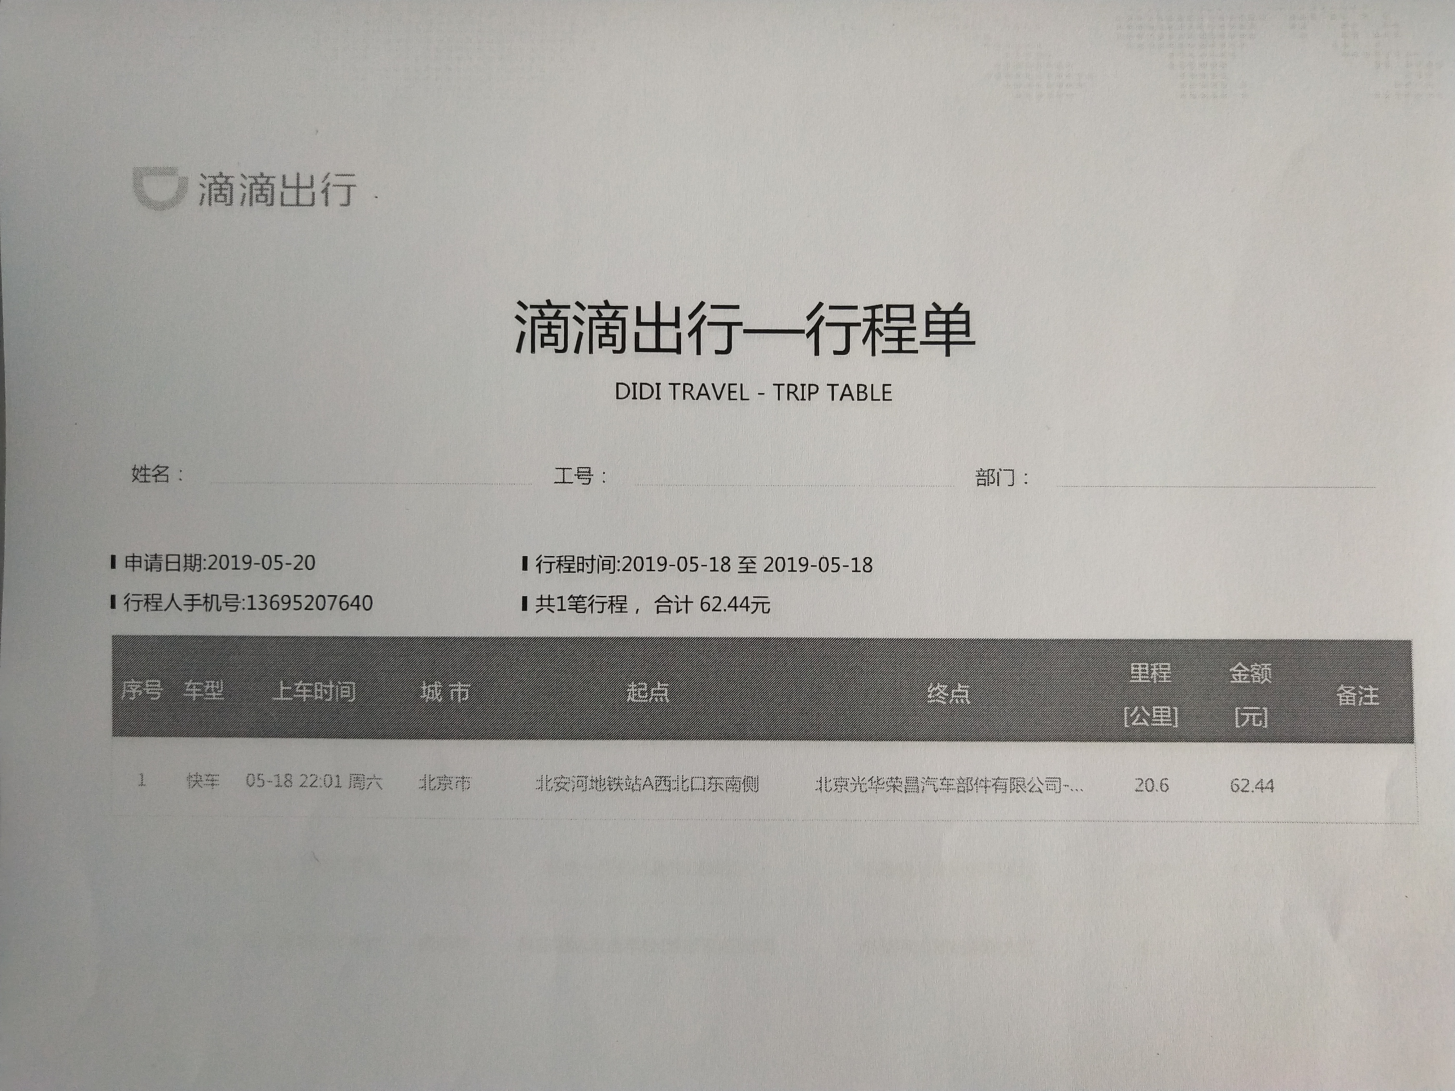 滴滴出行
滴滴出行—行程单
DIDI TRAVEL - TRIP TABLE
姓名： 工号： 部门：
申请日期:2019-05-20 行程时间:2019-05-18 至 2019-05-18
行程人手机号:13695207640 共1笔行程， 合计 62.44元
序号 车型 上车时间 城市 起点 终点 里程[公里] 金额[元] 备注
1 快车 05-18 22:01 周六 北京市 北安河地铁站A西北口东南侧 北京光华荣昌汽车部件有限公司-... 20.6 62.44